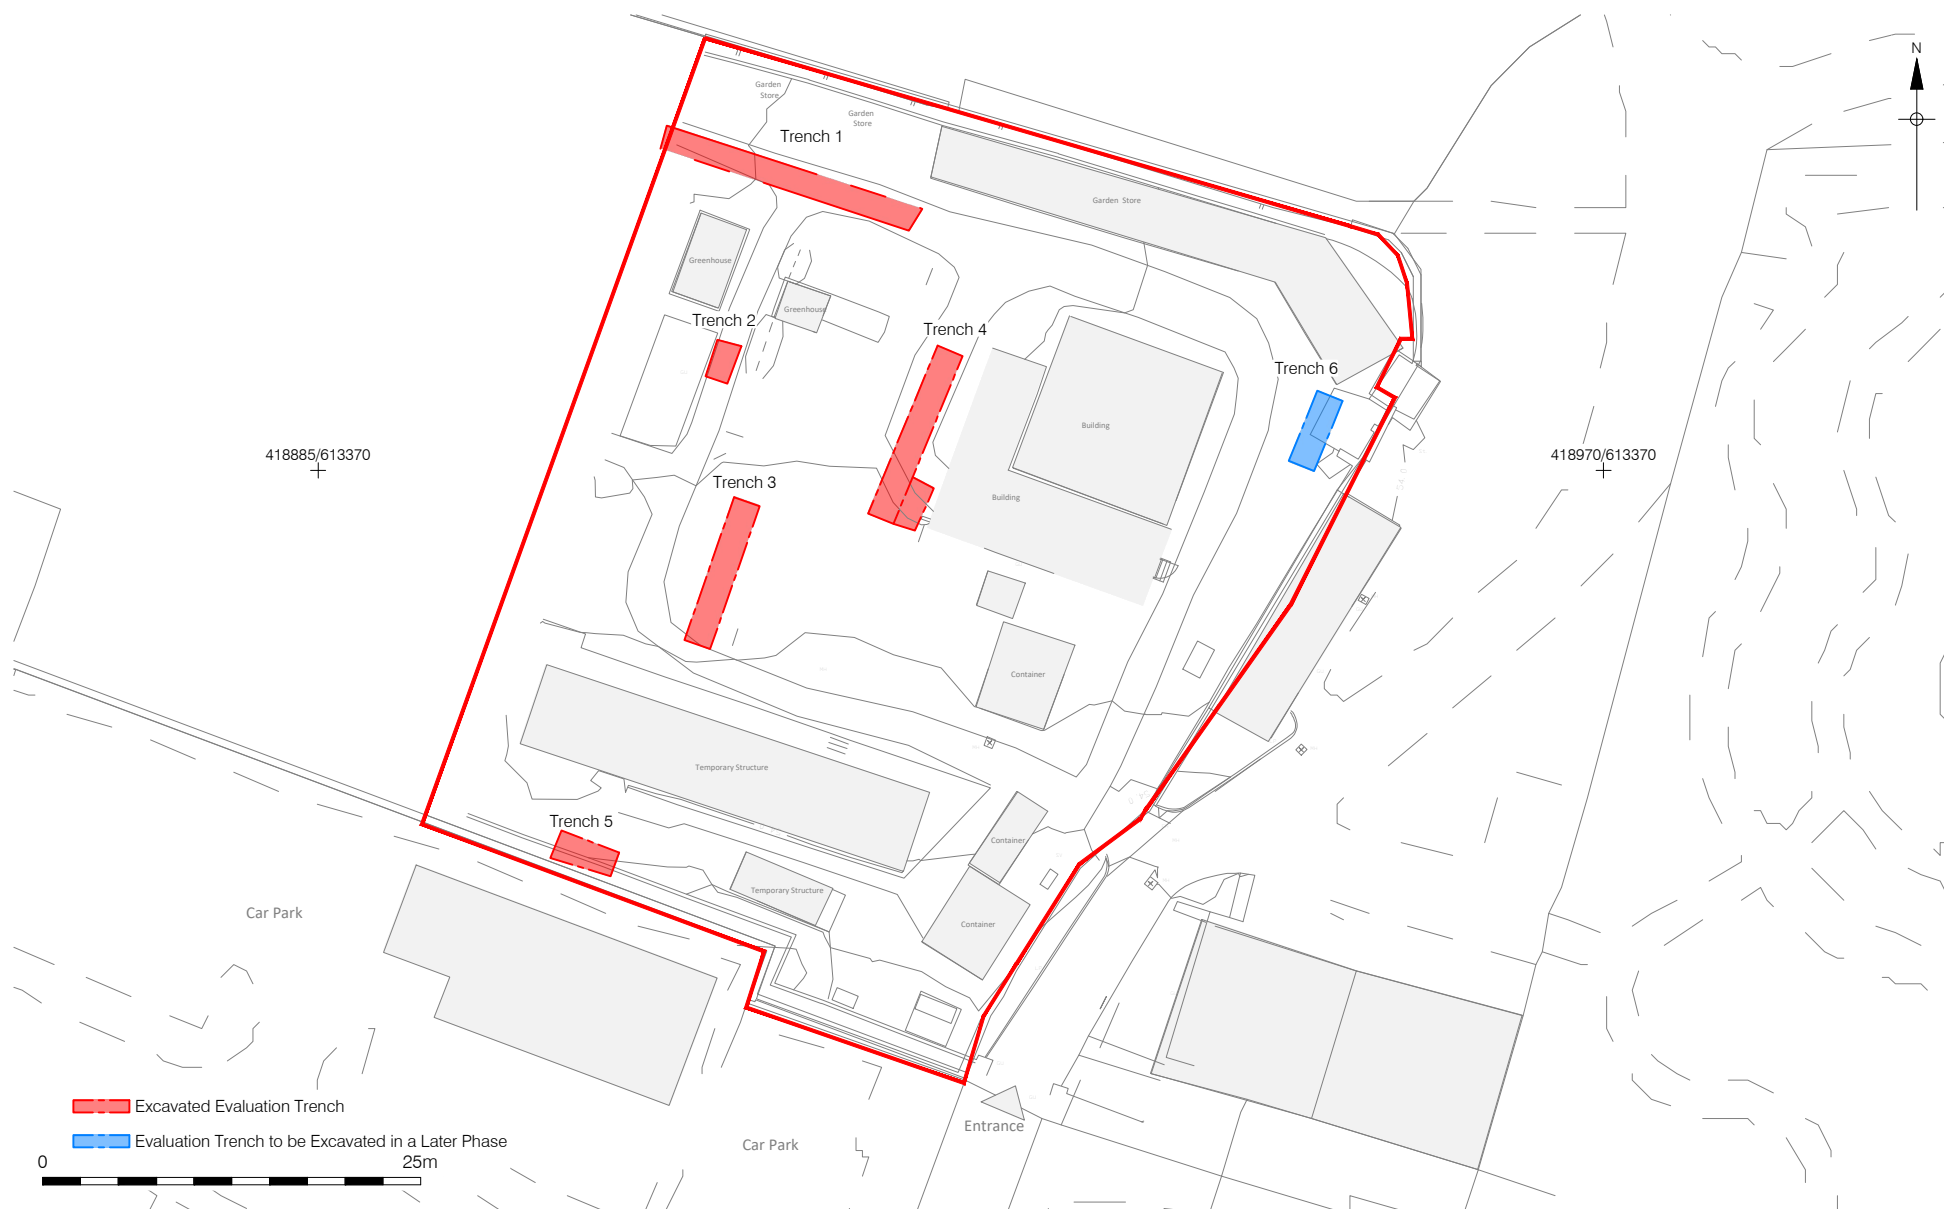 N
Garden
Store
Garden
Store
Trench 1
Garden Store
Greenhouse
Greenhouse
Trench 2
Trench 4
Trench 6
Building
418885/613370
418970/613370
Trench 3
Building
Container
Temporary Structure
Trench 5
Container
Temporary Structure
Car Park
Container
Excavated Evaluation Trench
Entrance
Evaluation Trench to be Excavated in a Later Phase
Car Park
0
25m